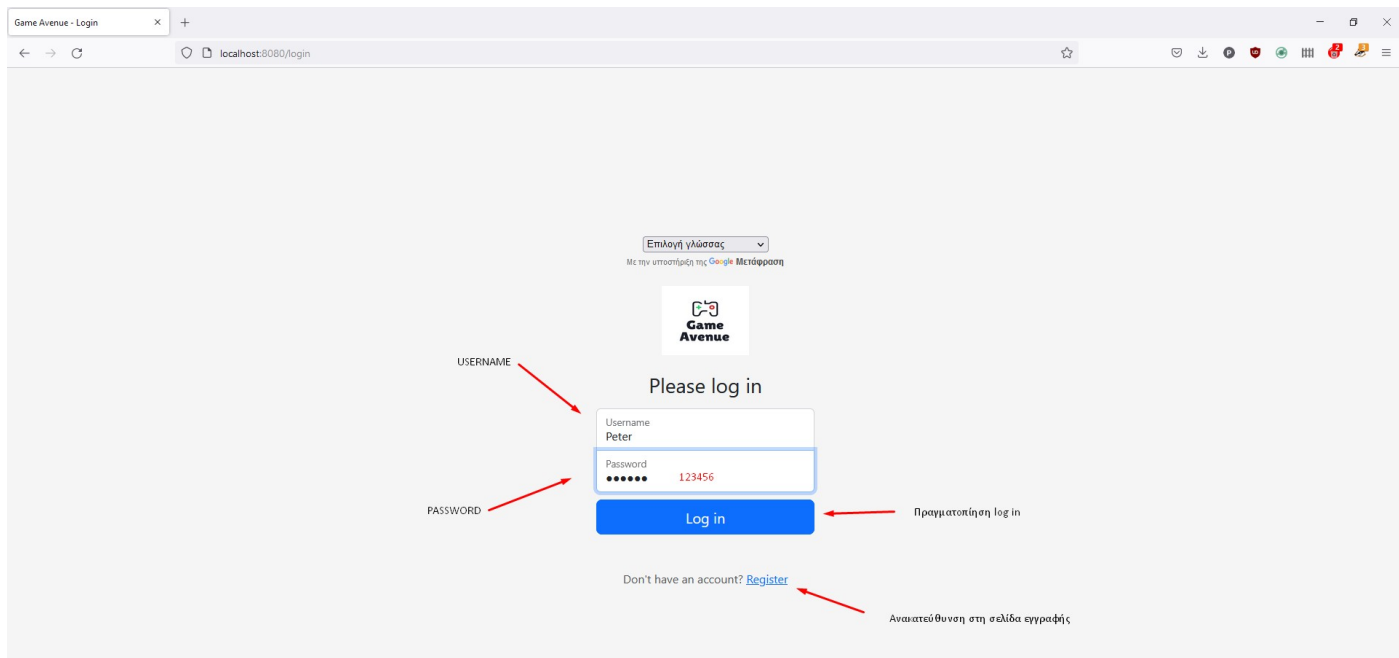 Game Avenue - Login
localhost:8080/login
Επιλογή γλώσσας
Με την υποστήριξη της Google Μετάφραση
Game
Avenue
USERNAME
Please log in
Username
Peter
Password
●●●●●● 123456
PASSWORD
Log in
Πραγματοπίηση log in
Don't have an account? Register
Ανακατεύθυνση στη σελίδα εγγραφής